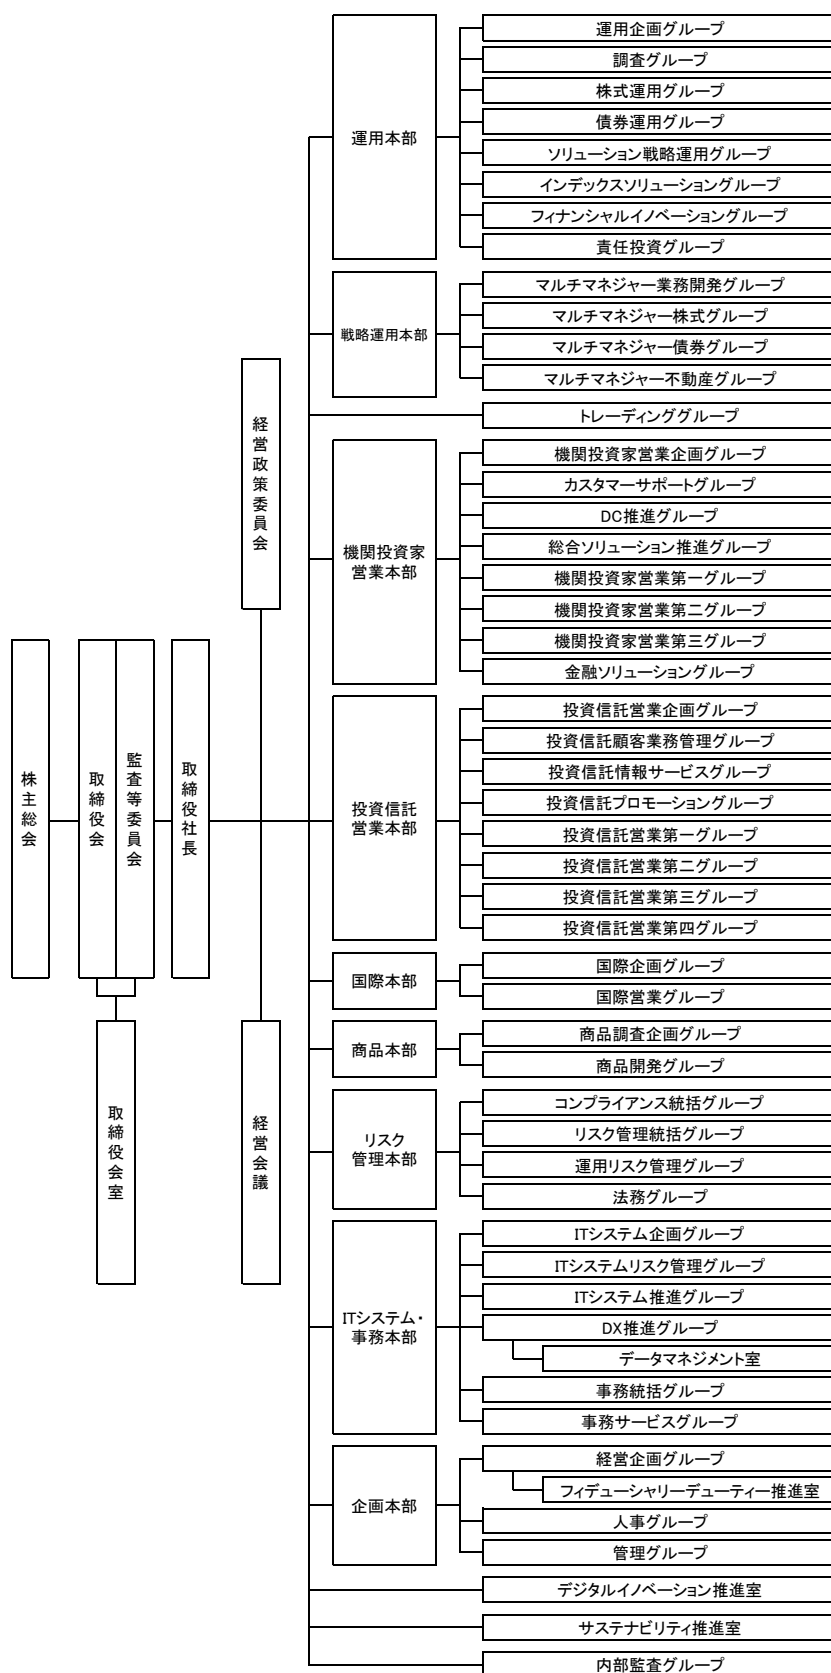 株主総会
取締役会
監査等委員会
取締役会室
取締役社長
経営政策委員会
経営会議
運用本部
運用企画グループ
調査グループ
株式運用グループ
債券運用グループ
ソリューション戦略運用グループ
インデックスソリューショングループ
フィナンシャルイノベーショングループ
責任投資グループ
戦略運用本部
マルチマネジャー業務開発グループ
マルチマネジャー株式グループ
マルチマネジャー債券グループ
マルチマネジャー不動産グループ
トレーディンググループ
機関投資家
営業本部
機関投資家営業企画グループ
カスタマーサポートグループ
DC推進グループ
総合ソリューション推進グループ
機関投資家営業第一グループ
機関投資家営業第二グループ
機関投資家営業第三グループ
金融ソリューショングループ
投資信託
営業本部
投資信託営業企画グループ
投資信託顧客業務管理グループ
投資信託情報サービスグループ
投資信託プロモーショングループ
投資信託営業第一グループ
投資信託営業第二グループ
投資信託営業第三グループ
投資信託営業第四グループ
国際本部
国際企画グループ
国際営業グループ
商品本部
商品調査企画グループ
商品開発グループ
リスク
管理本部
コンプライアンス統括グループ
リスク管理統括グループ
運用リスク管理グループ
法務グループ
ITシステム・
事務本部
ITシステム企画グループ
ITシステムリスク管理グループ
ITシステム推進グループ
DX推進グループ
データマネジメント室
事務統括グループ
事務サービスグループ
企画本部
経営企画グループ
フィデューシャリーデューティー推進室
人事グループ
管理グループ
デジタルイノベーション推進室
サステナビリティ推進室
内部監査グループ